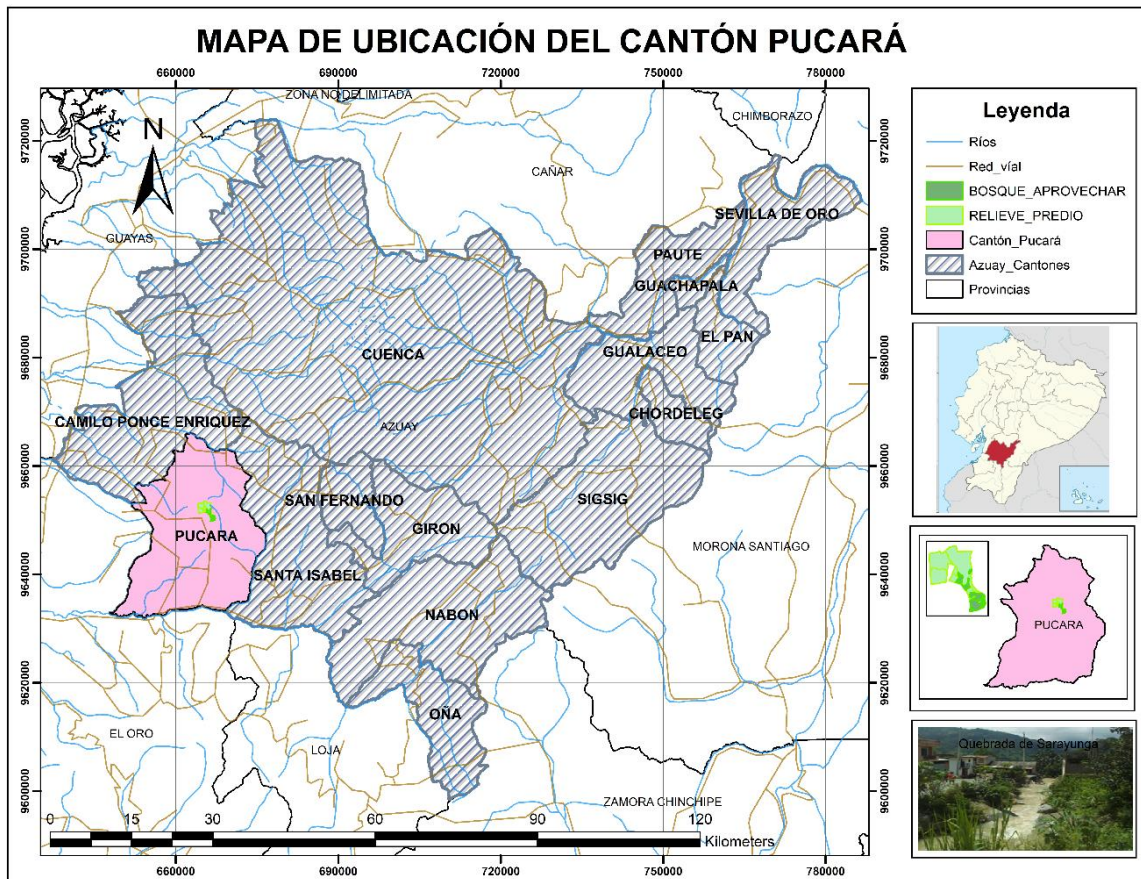 MAPA DE UBICACIÓN DEL CANTÓN PUCARÁ
660000 690000 720000 750000 780000
ZONA NO DELIMITADA
CHIMBORAZO
N
9720000 9720000
CAÑAR
SEVILLA DE ORO
GUAYAS
PAUTE
9700000 9700000
GUACHAPALA
EL PAN
CUENCA
GUALACEO
9680000 9680000
CHORDELEG
CAMILO PONCE ENRIQUEZ
AZUAY
9660000 9660000
SAN FERNANDO
SIGSIG
GIRON
PUCARA
MORONA SANTIAGO
SANTA ISABEL
9640000 9640000
NABON
9620000 9620000
OÑA
EL ORO
LOJA
ZAMORA CHINCHIPE
9600000 9600000
0 15 30 60 90 120
Kilometers
660000 690000 720000 750000 780000
Leyenda
Ríos
Red_víal
BOSQUE_APROVECHAR
RELIEVE_PREDIO
Cantón_Pucará
Azuay_Cantones
Provincias
PUCARA
Quebrada de Sarayunga